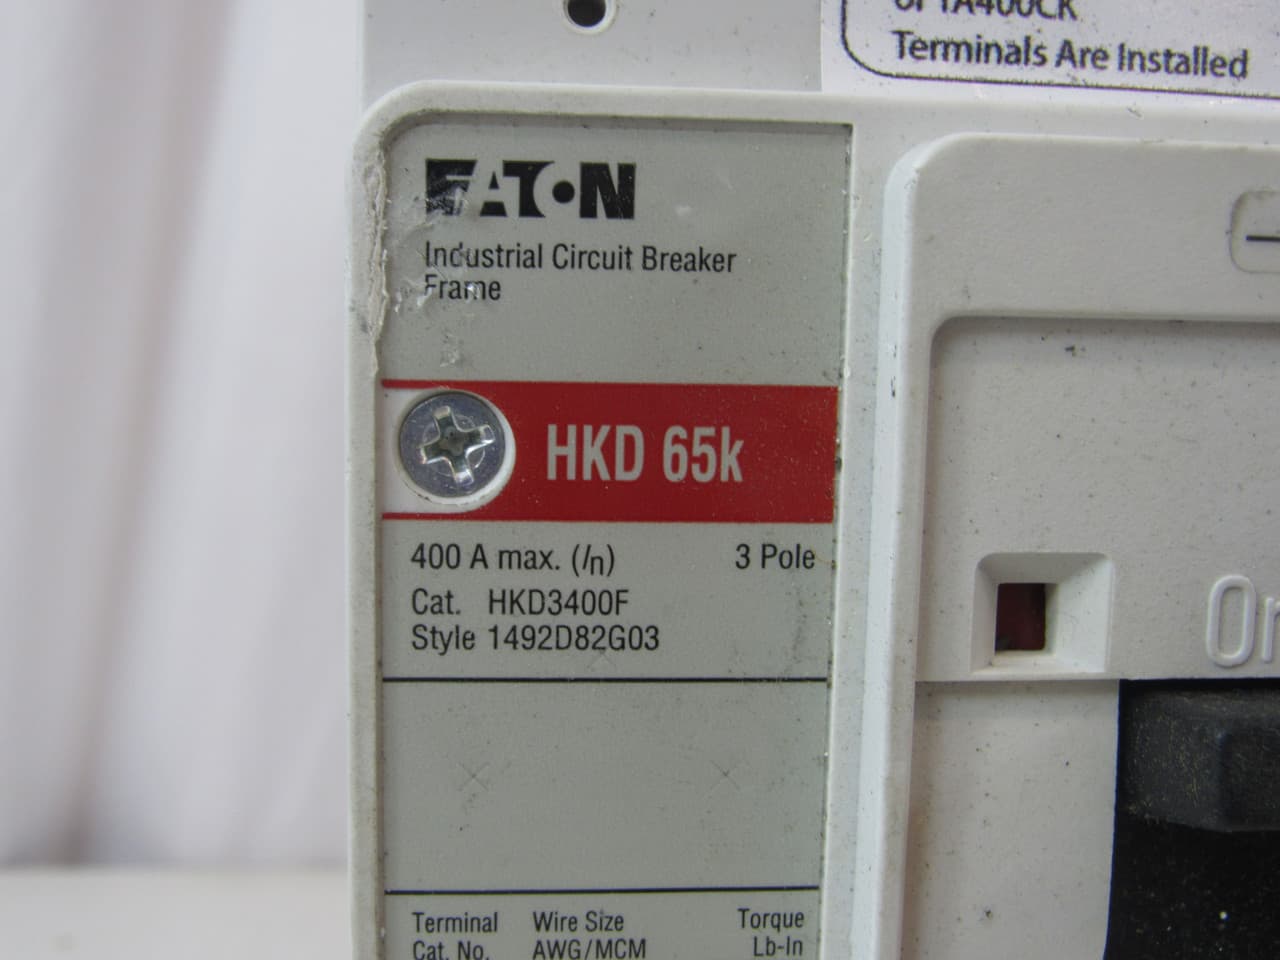 Terminals Are Installed
EATON
Industrial Circuit Breaker
Frame
HKD 65k
400 A max. (In) 3 Pole
Cat. HKD3400F
Style 1492D82G03
Terminal Wire Size Torque
Cat. No. AWG/MCM Lb-In